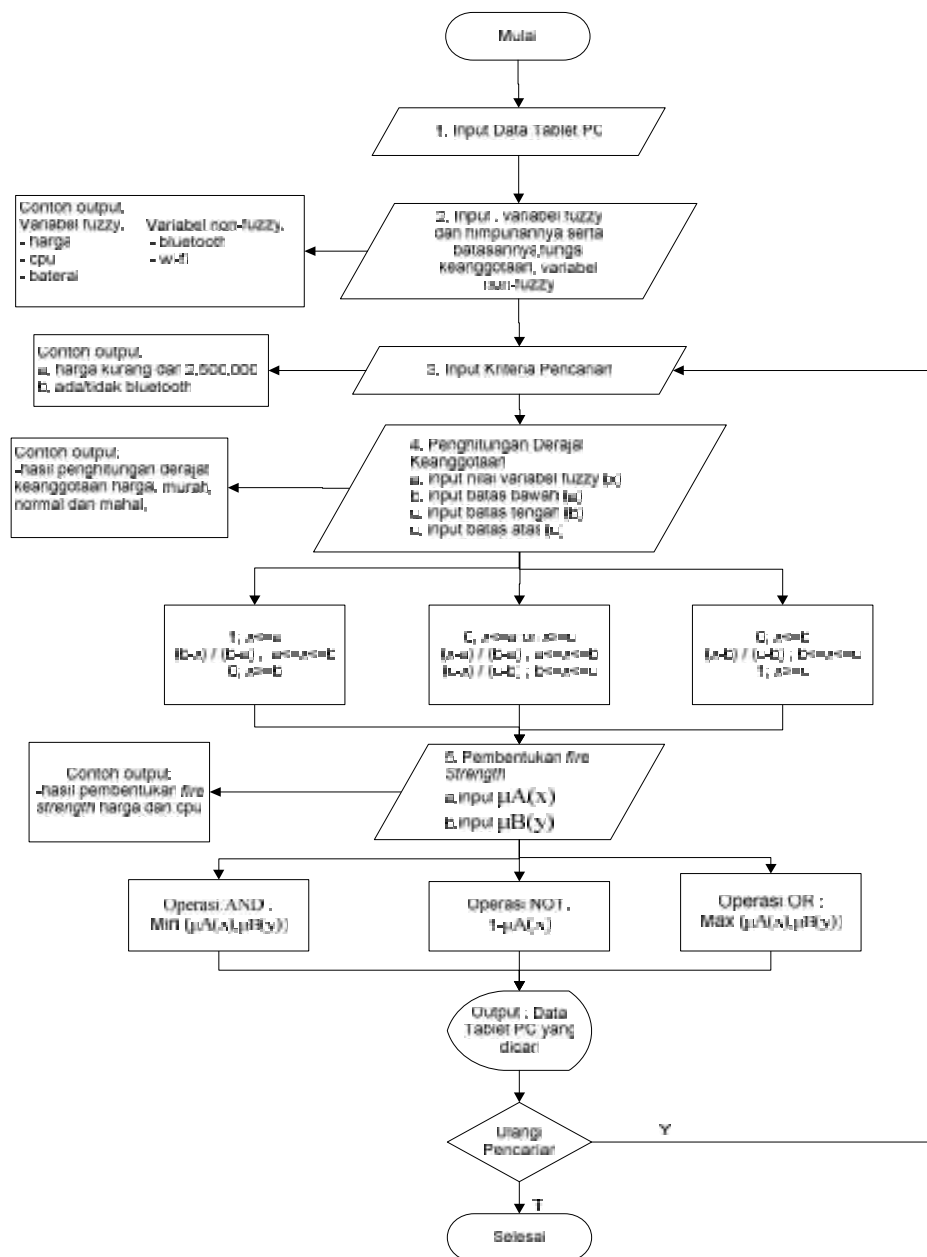 Mulai
1. Input Data Tablet PC
Contoh output.
Variabel fuzzy.
- harga
- cpu
- baterai
Variabel non-fuzzy.
- bluetooth
- w-fi
2. Input . variabel fuzzy
dan himpunannya serta
batasannya,fungs
keanggotaan, variabel
non-fuzzy
Contoh output.
a. harga kurang dari 2.500.000
b. ada/tidak bluetooth
3. Input Kriteria Pencarian
Contoh output;
-hasil penghitungan derajat
keanggotaan harga, murah,
normal dan mahal,
4. Penghitungan Derajat
Keanggotaan
a. input nilai variabel fuzzy (x)
b. input batas bawah (a)
c. input batas tengah (b)
input batas atas (c)
1; x<=a
(b-x) / (b-a) , a<=x<=b
0; x>=b
0; x<=a x>=c
(x-a) / (b-a) , a<=x<=b
(c-x) / (c-b) ; b<=x<=c
0; x<=b
(x-b) / (c-b) ; b<=x<=c
1; x>=c
Contoh output:
-hasil pembentukan fire
strength harga dan cpu
5. Pembentukan fire
Strength
a.input µA(x)
b.input µB(y)
Operasi AND .
Min (µA(x),µB(y))
Operasi NOT .
1-µA(x)
Operasi OR :
Max (µA(x),µB(y))
Output : Data
Tablet PC yang
dicari
Ulangi
Pencarian
Y
T
Selesai